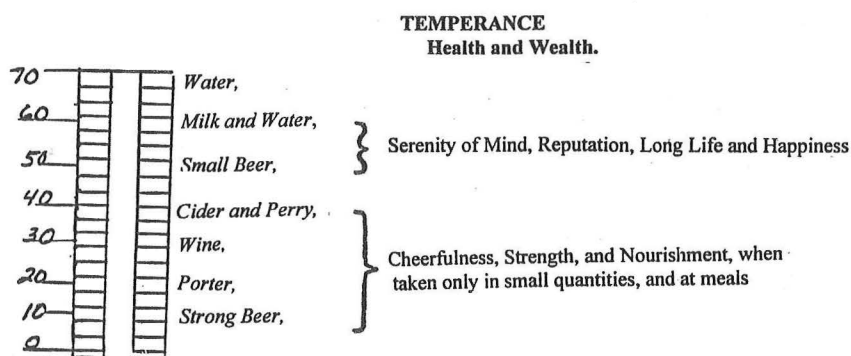 TEMPERANCE
Health and Wealth.
70 Water,
60 Milk and Water,
Serenity of Mind, Reputation, Long Life and Happiness
50 Small Beer,
40 Cider and Perry,
30 Wine,
Cheerfulness, Strength, and Nourishment, when
taken only in small quantities, and at meals
20 Porter,
10 Strong Beer,
0